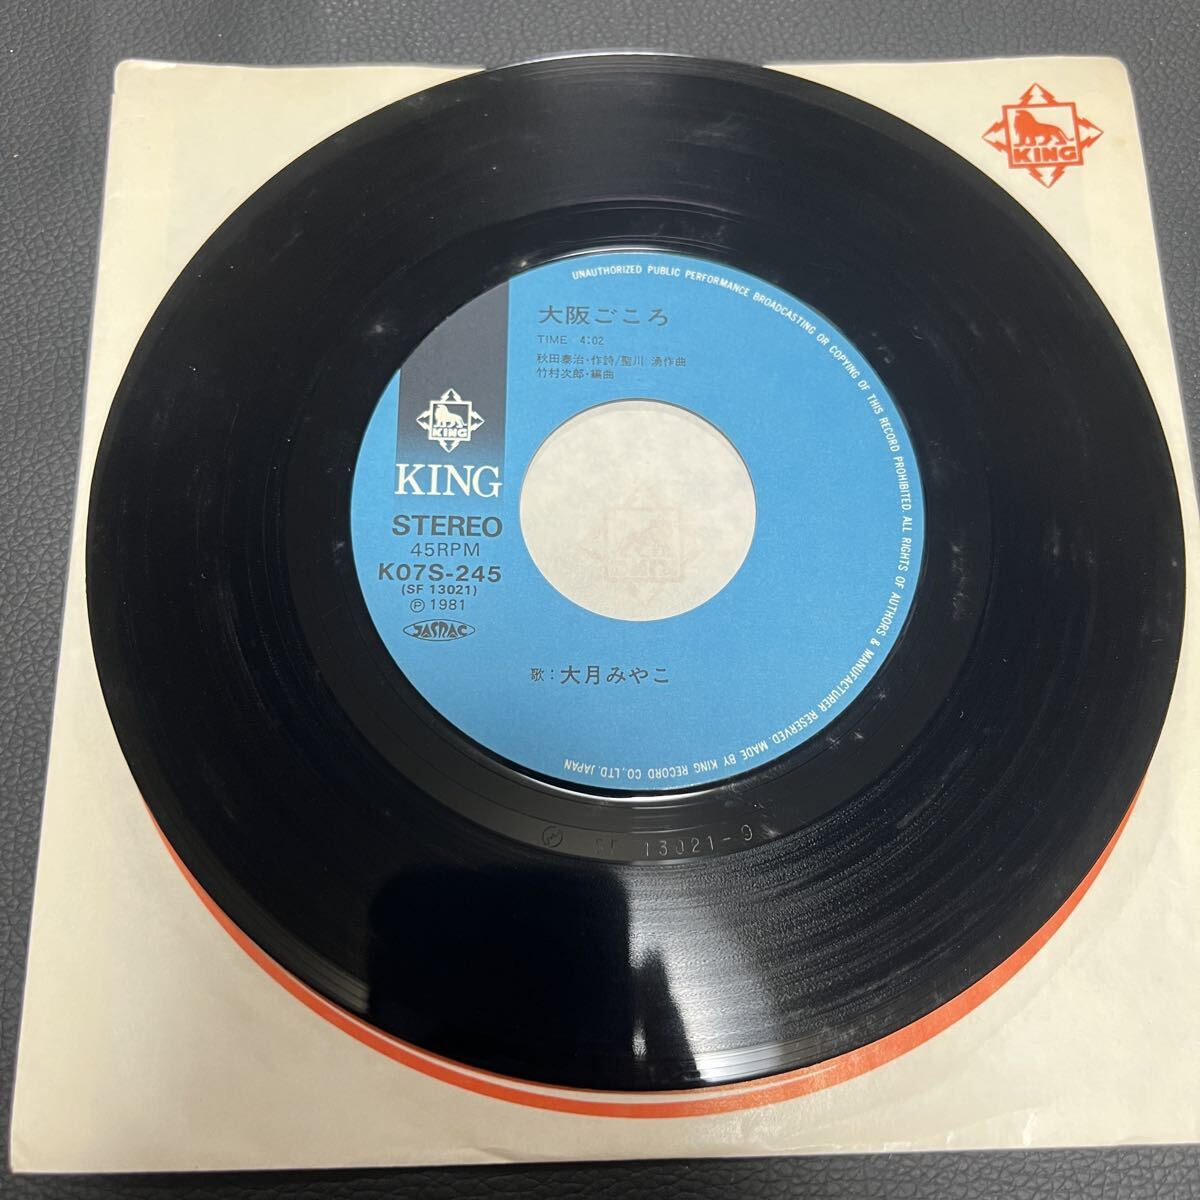 KING
大阪ごころ
TIME 4:02
秋田泰治・作詩/聖川 湧作曲
竹村次郎・編曲
KING
KING
STEREO
45RPM
K07S-245
(SF 13021)
℗ 1981
JASRAC
歌：大月みやこ
UNAUTHORIZED PUBLIC PERFORMANCE BROADCASTING OR COPYING OF THIS RECORD PROHIBITED. ALL RIGHTS OF AUTHORS & MANUFACTURER RESERVED. MADE BY KING RECORD CO., LTD. JAPAN
SF 13021-9